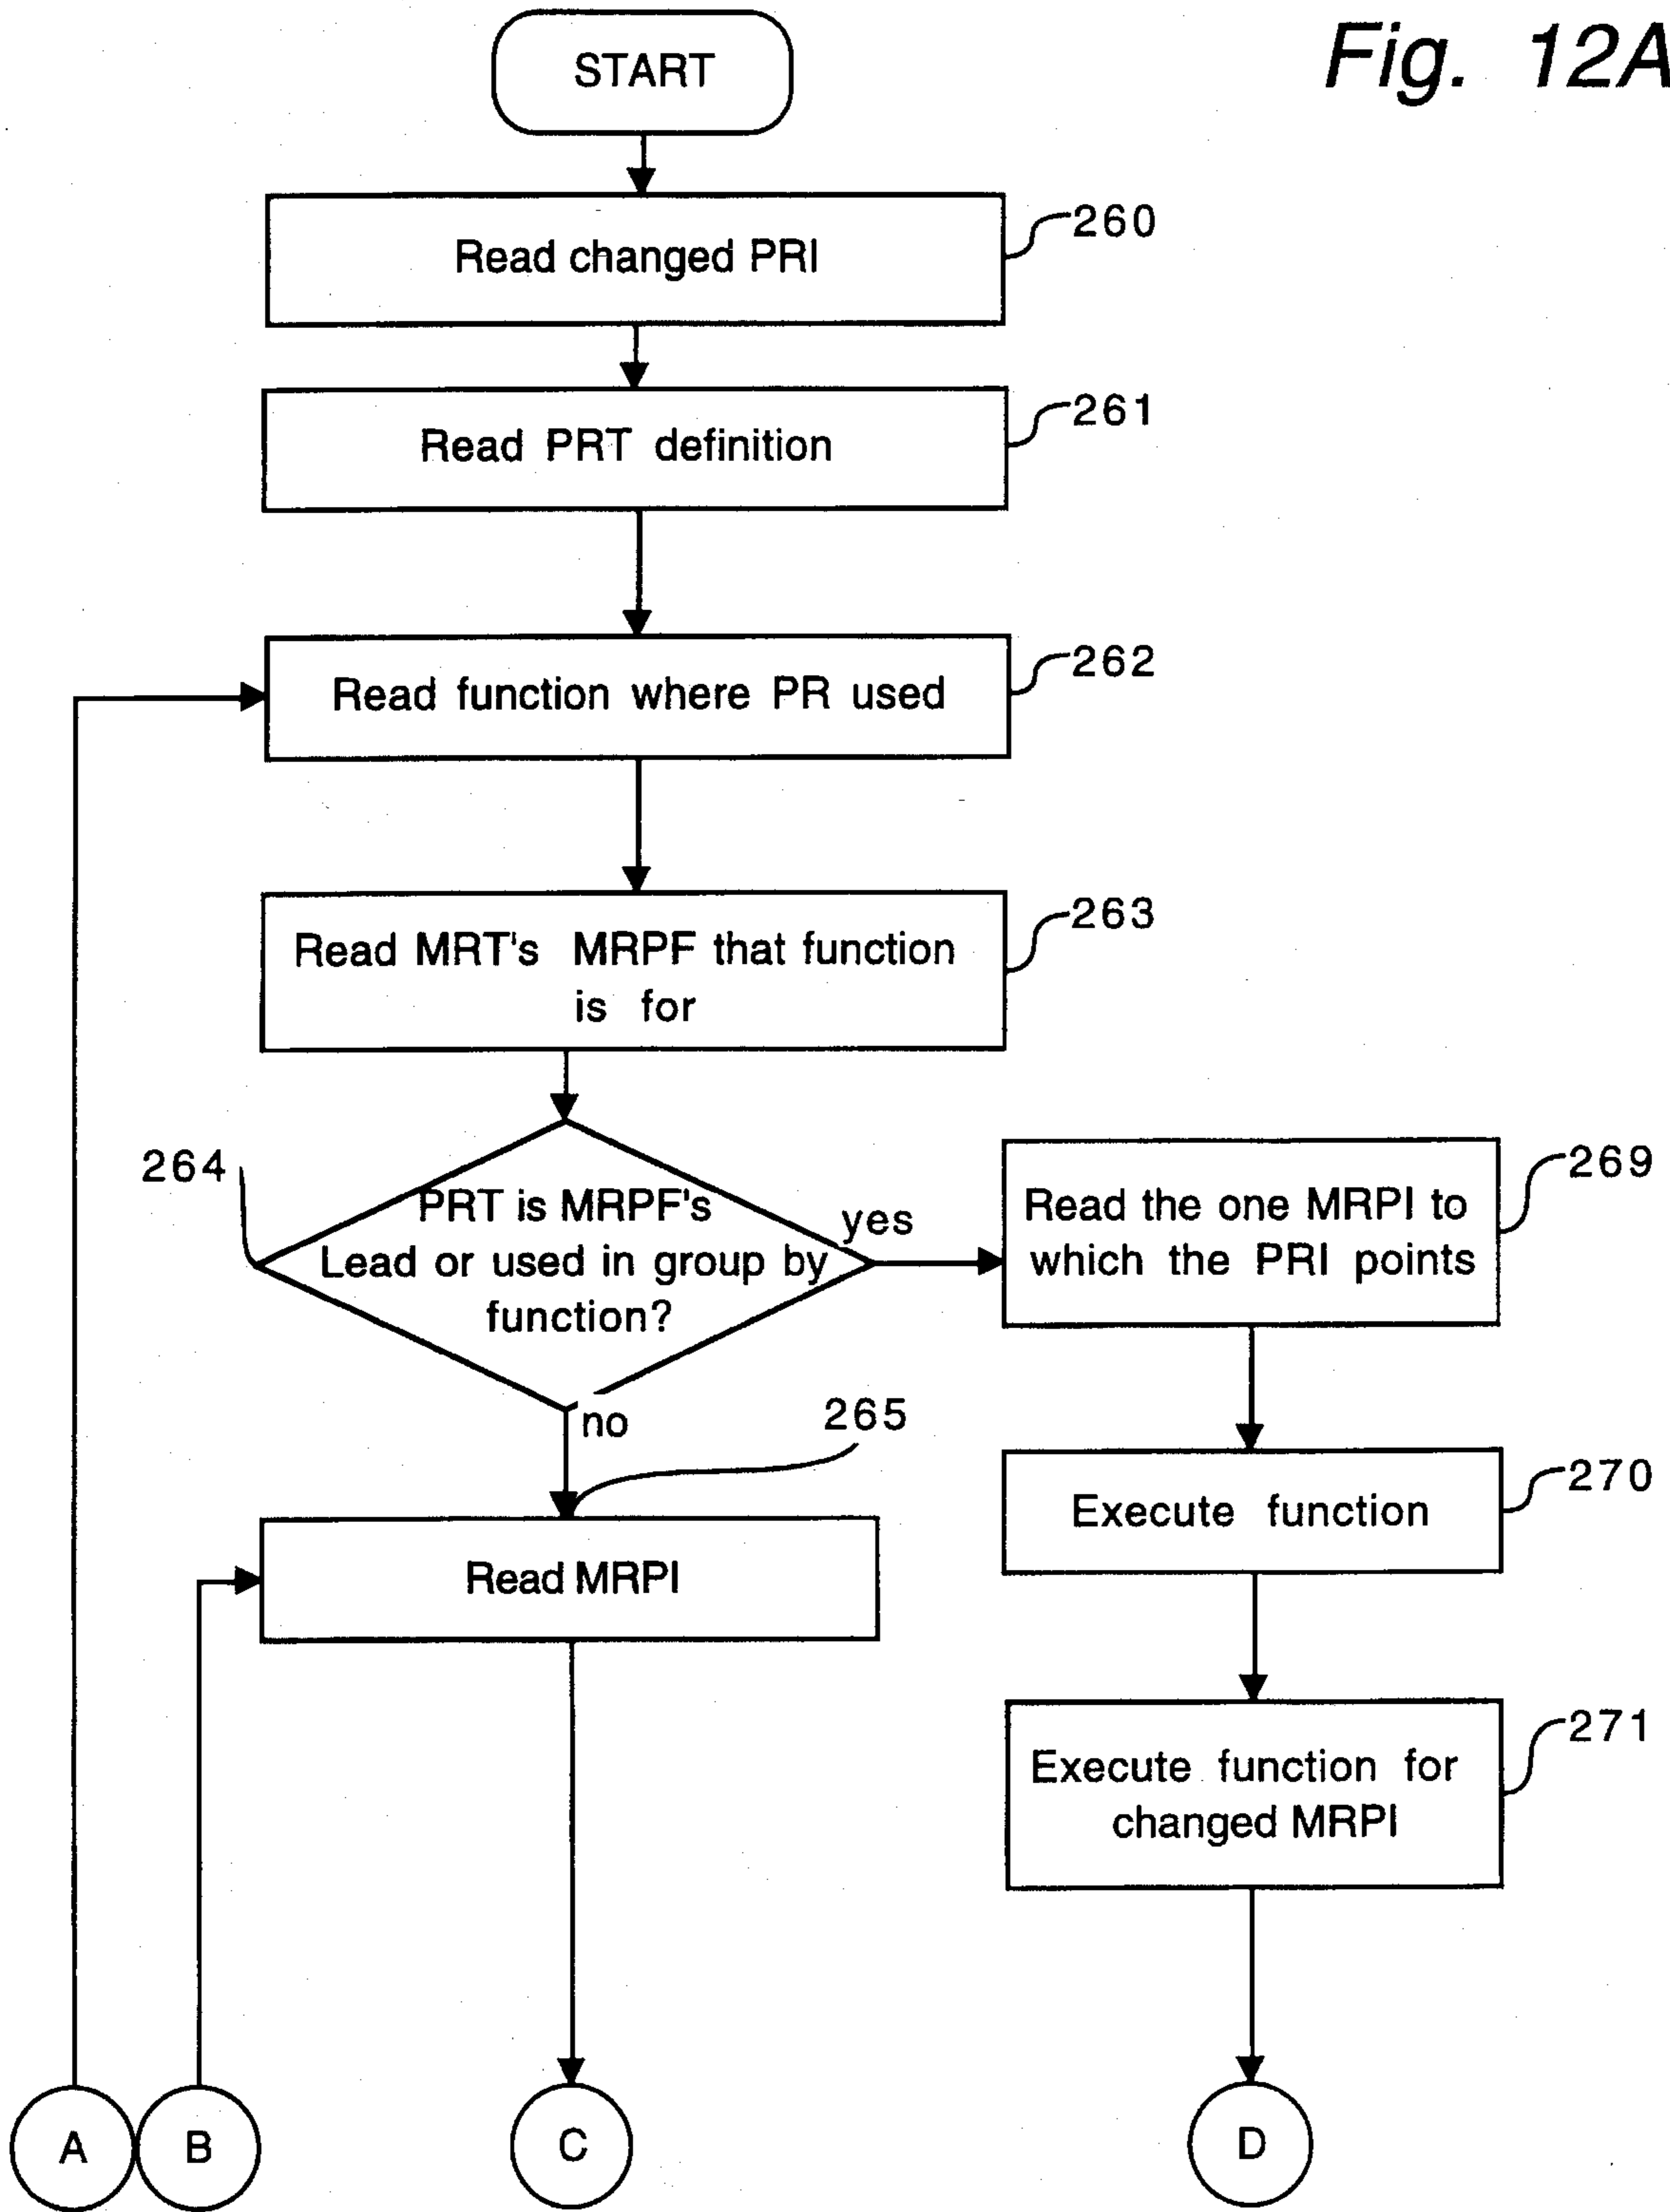 Fig. 12A
START
Read changed PRI
260
Read PRT definition
261
Read function where PR used
262
Read MRT's MRPF that function
is for
263
264
PRT is MRPF's
Lead or used in group by
function?
yes
no
Read the one MRPI to
which the PRI points
269
265
Read MRPI
Execute function
270
Execute function for
changed MRPI
271
A
B
C
D